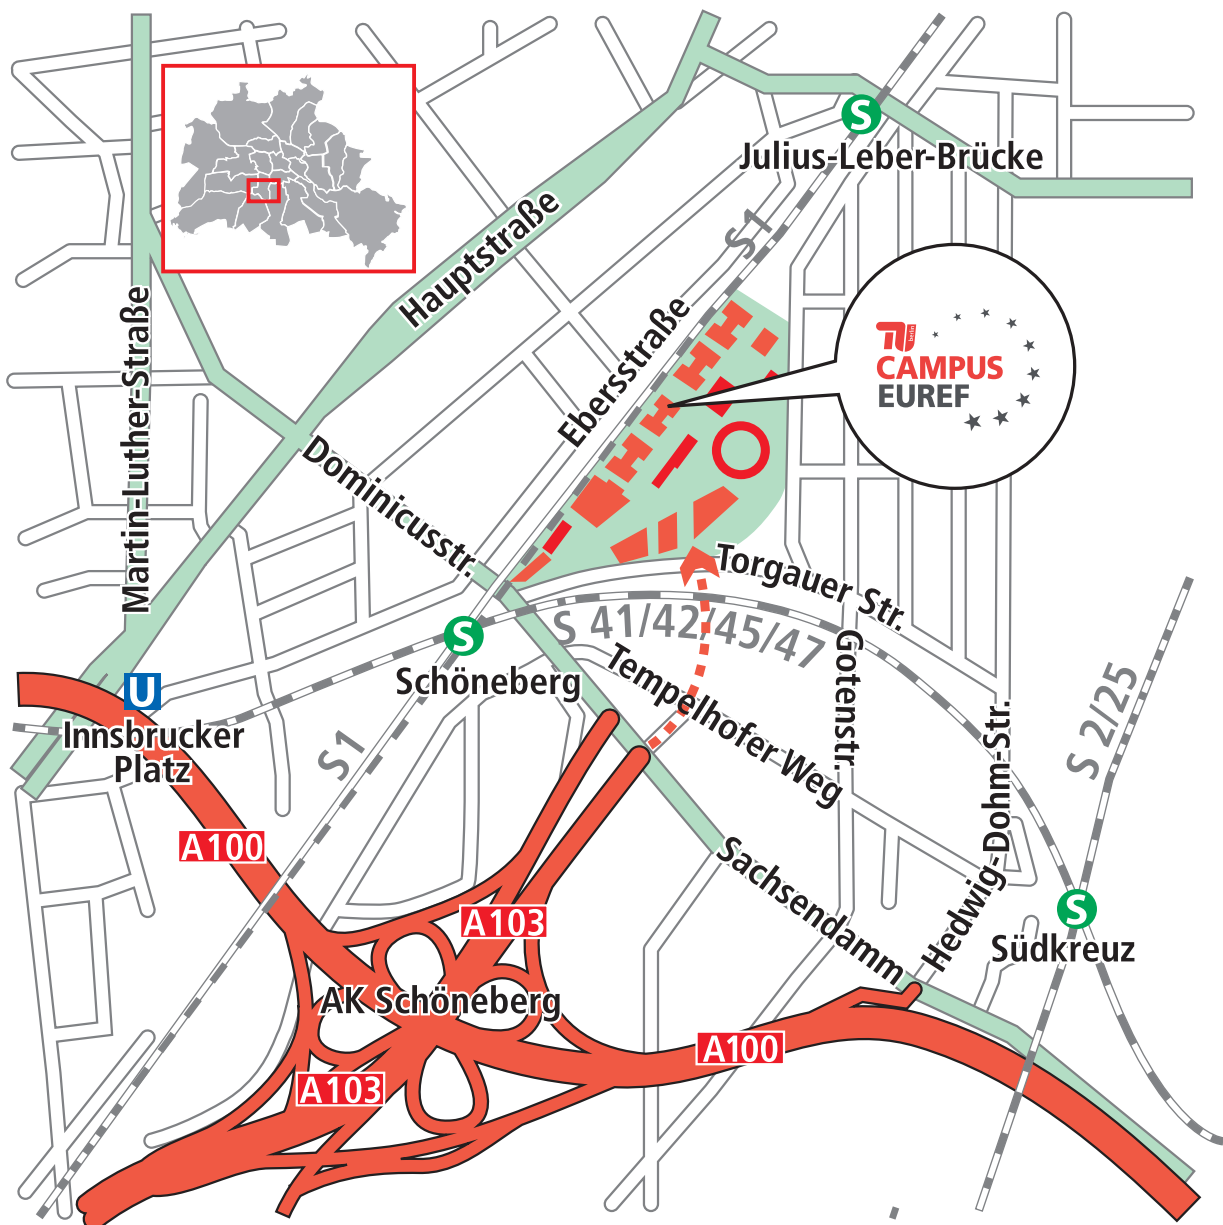 S
Julius-Leber-Brücke
Hauptstraße
S1
Martin-Luther-Straße
Ebersstraße
berlin
CAMPUS
EUREF
Dominicusstr.
Torgauer Str.
S 41/42/45/47
S
Schöneberg
Tempelhofer Weg
Gotenstr.
S 2/25
U
Innsbrucker
Platz
S1
Hedwig-Dohm-Str.
A100
Sachsendamm
S
Südkreuz
A103
AK Schöneberg
A100
A103